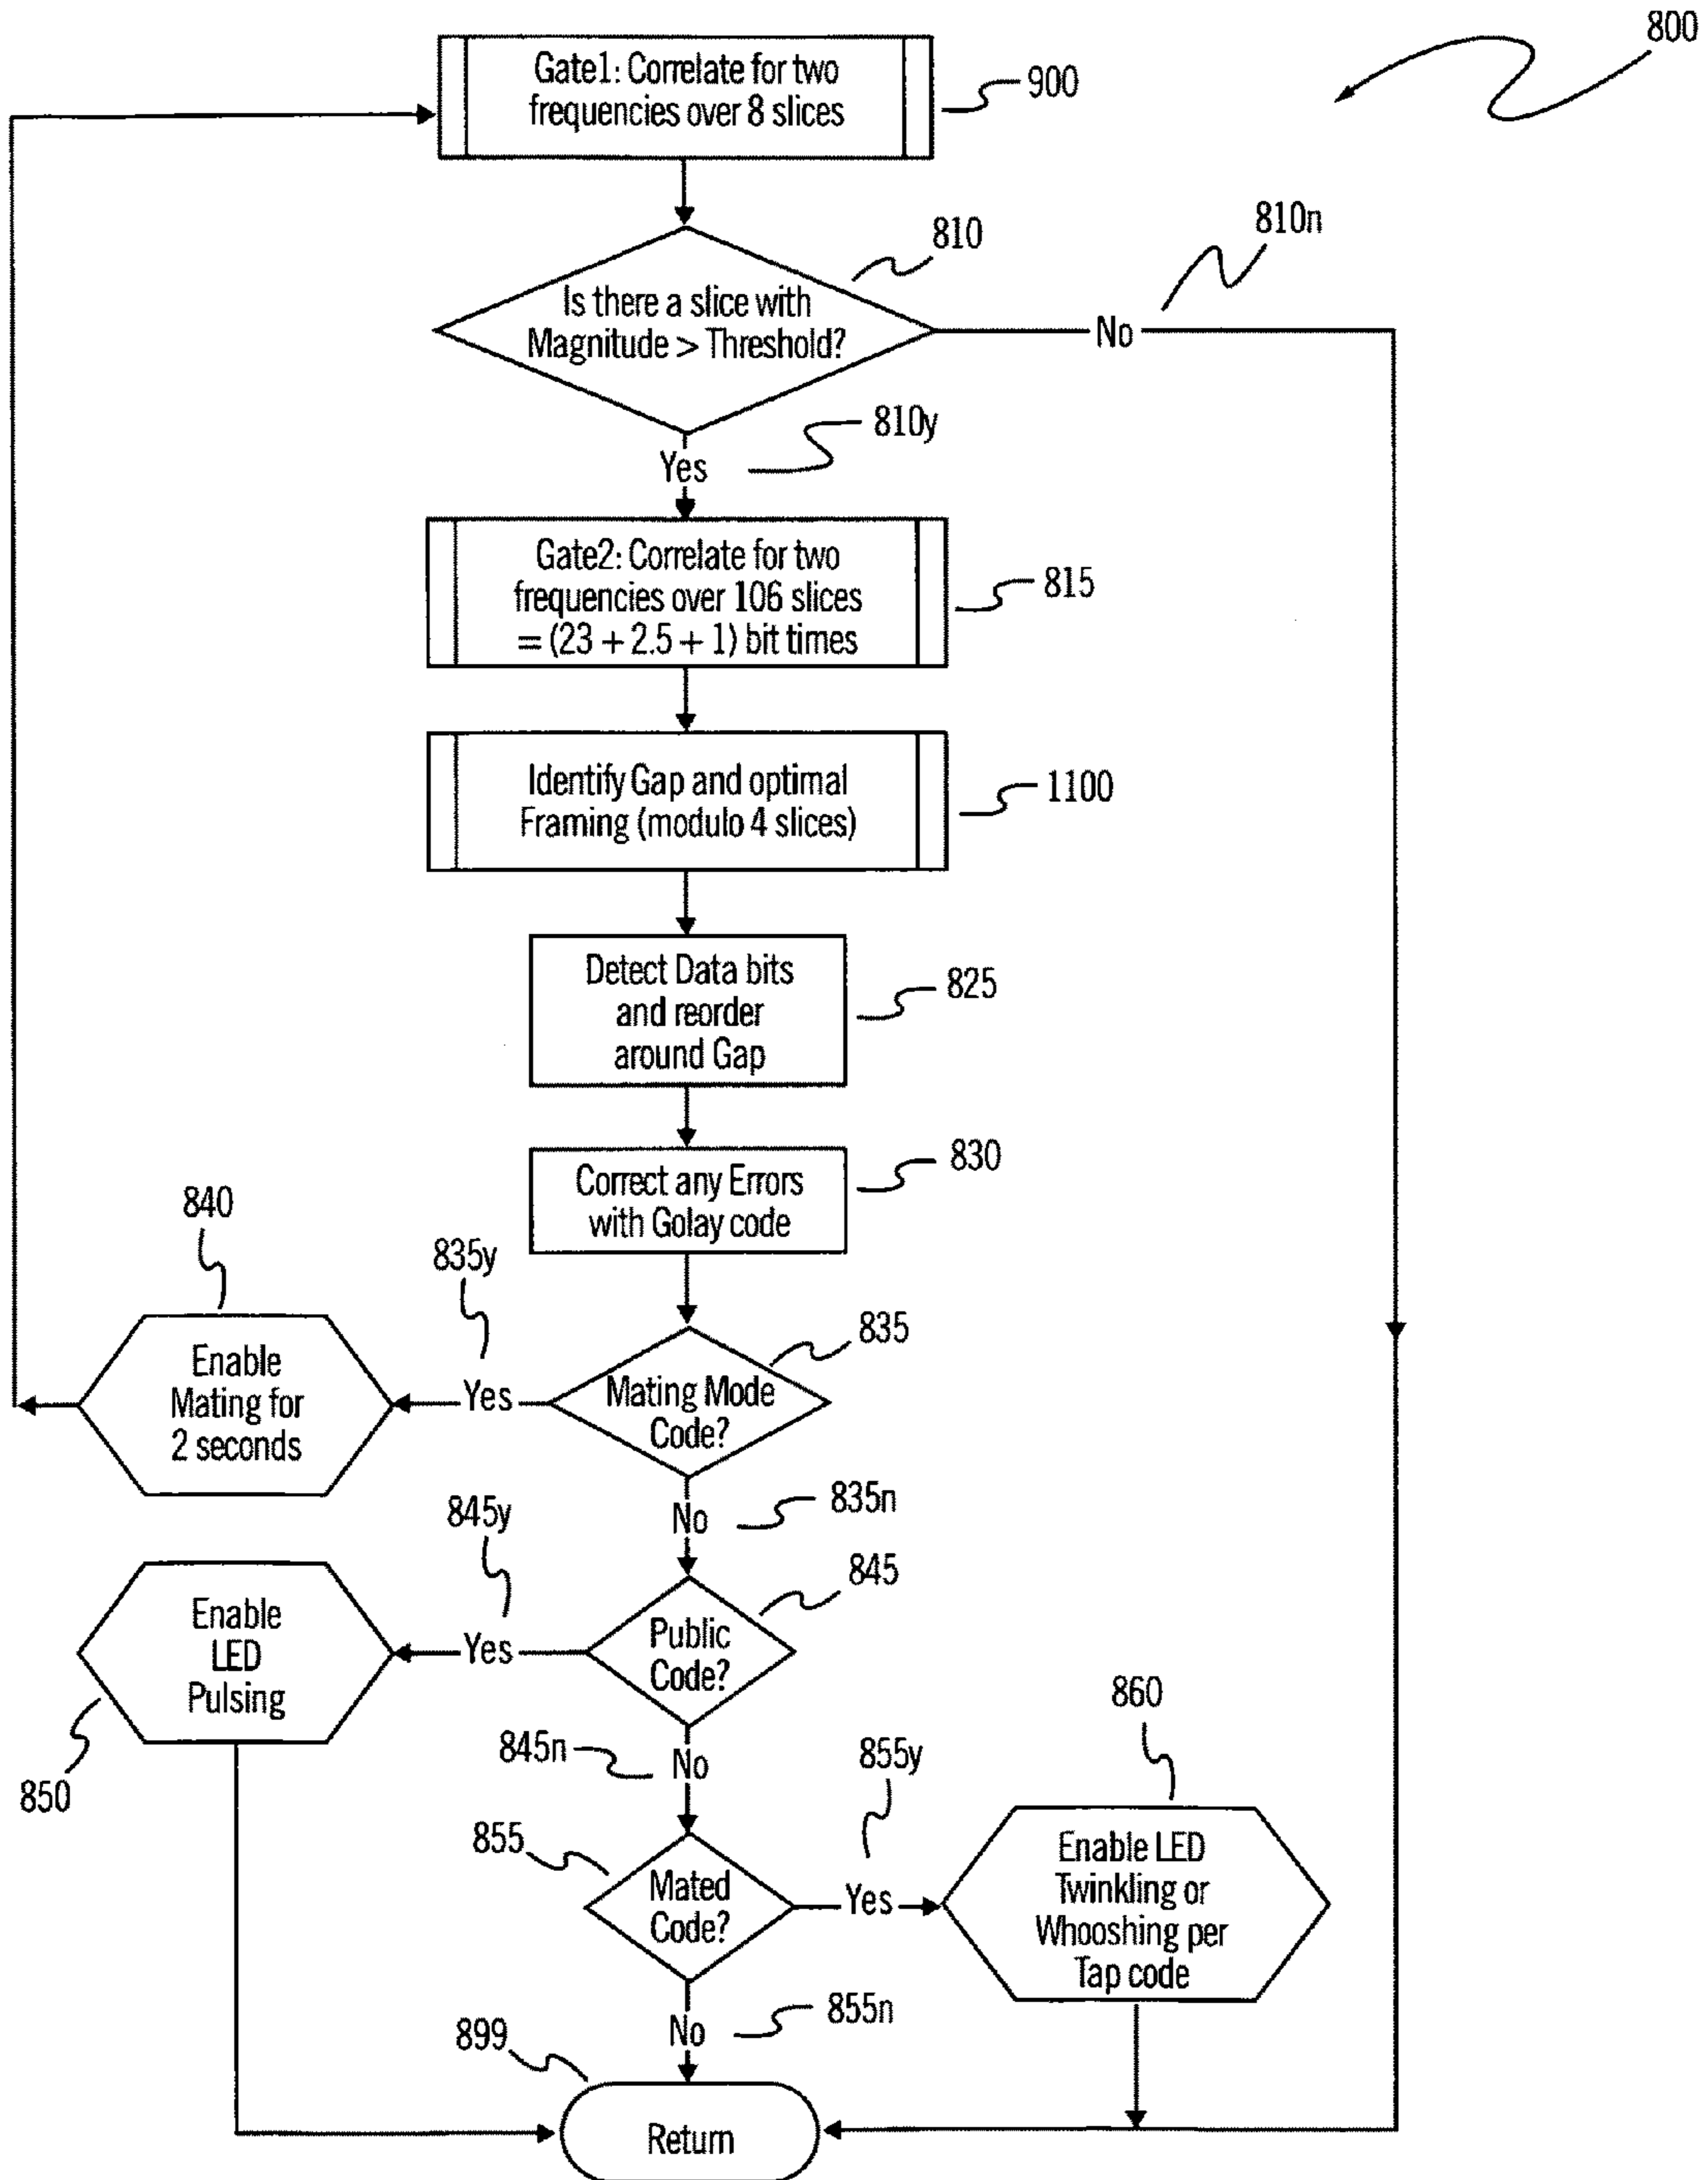 800
Gate1: Correlate for two
frequencies over 8 slices
900
810
810n
Is there a slice with
Magnitude > Threshold?
No
810y
Yes
Gate2: Correlate for two
frequencies over 106 slices
= (23 + 2.5 + 1) bit times
815
Identify Gap and optimal
Framing (modulo 4 slices)
1100
Detect Data bits
and reorder
around Gap
825
Correct any Errors
with Golay code
830
840
835y
835
Enable
Mating for
2 seconds
Yes
Mating Mode
Code?
No
835n
845y
845
Enable
LED
Pulsing
Yes
Public
Code?
850
845n
No
855y
860
855
Mated
Code?
Yes
Enable LED
Twinkling or
Whooshing per
Tap code
No
855n
899
Return